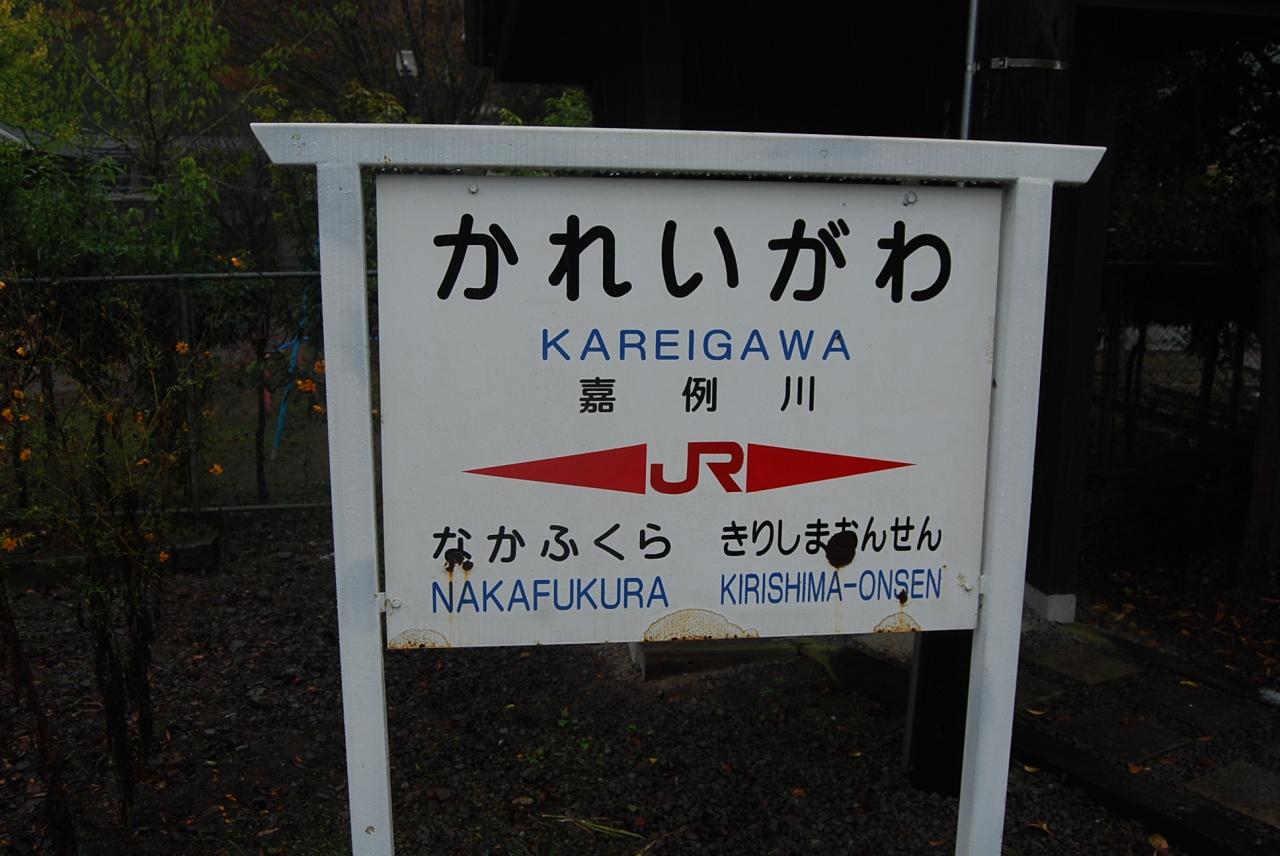 かれいがわ
KAREIGAWA
嘉例川
JR
なかふくら きりしまおんせん
NAKAFUKURA KIRISHIMA-ONSEN